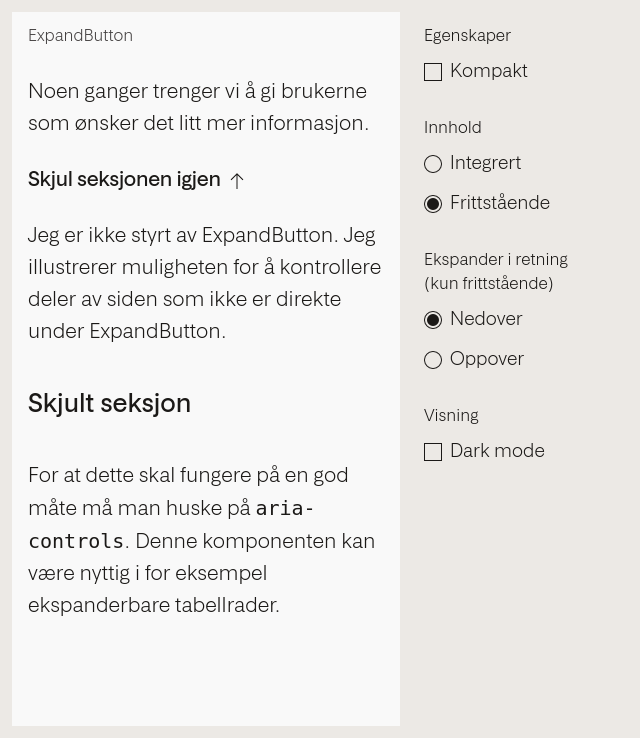 ExpandButton
Noen ganger trenger vi å gi brukerne
som ønsker det litt mer informasjon.
Skjul seksjonen igjen
Jeg er ikke styrt av ExpandButton. Jeg
illustrerer muligheten for å kontrollere
deler av siden som ikke er direkte
under ExpandButton.
Skjult seksjon
For at dette skal fungere på en god
måte må man huske på aria-
controls. Denne komponenten kan
være nyttig i for eksempel
ekspanderbare tabellrader.
Egenskaper
Kompakt
Innhold
Integrert
Frittstående
Ekspander i retning
(kun frittstående)
Nedover
Oppover
Visning
Dark mode